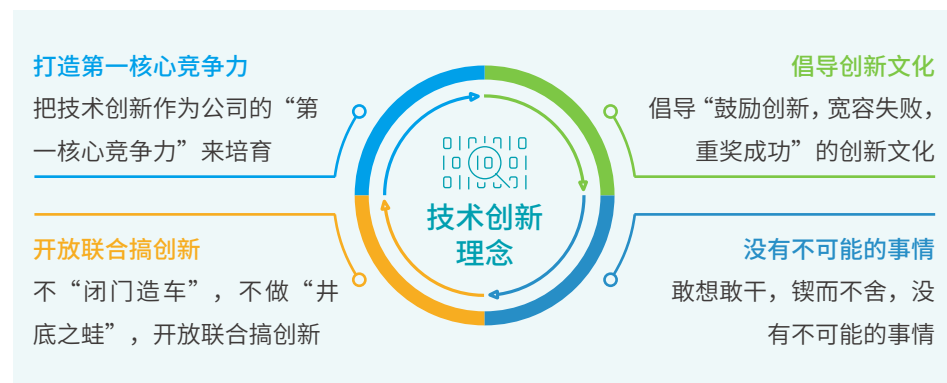 打造第一核心竞争力
把技术创新作为公司的“第
一核心竞争力”来培育
倡导创新文化
倡导“鼓励创新，宽容失败，
重奖成功”的创新文化
技术创新
理念
开放联合搞创新
不“闭门造车”，不做“井
底之蛙”，开放联合搞创新
没有不可能的事情
敢想敢干，锲而不舍，没
有不可能的事情